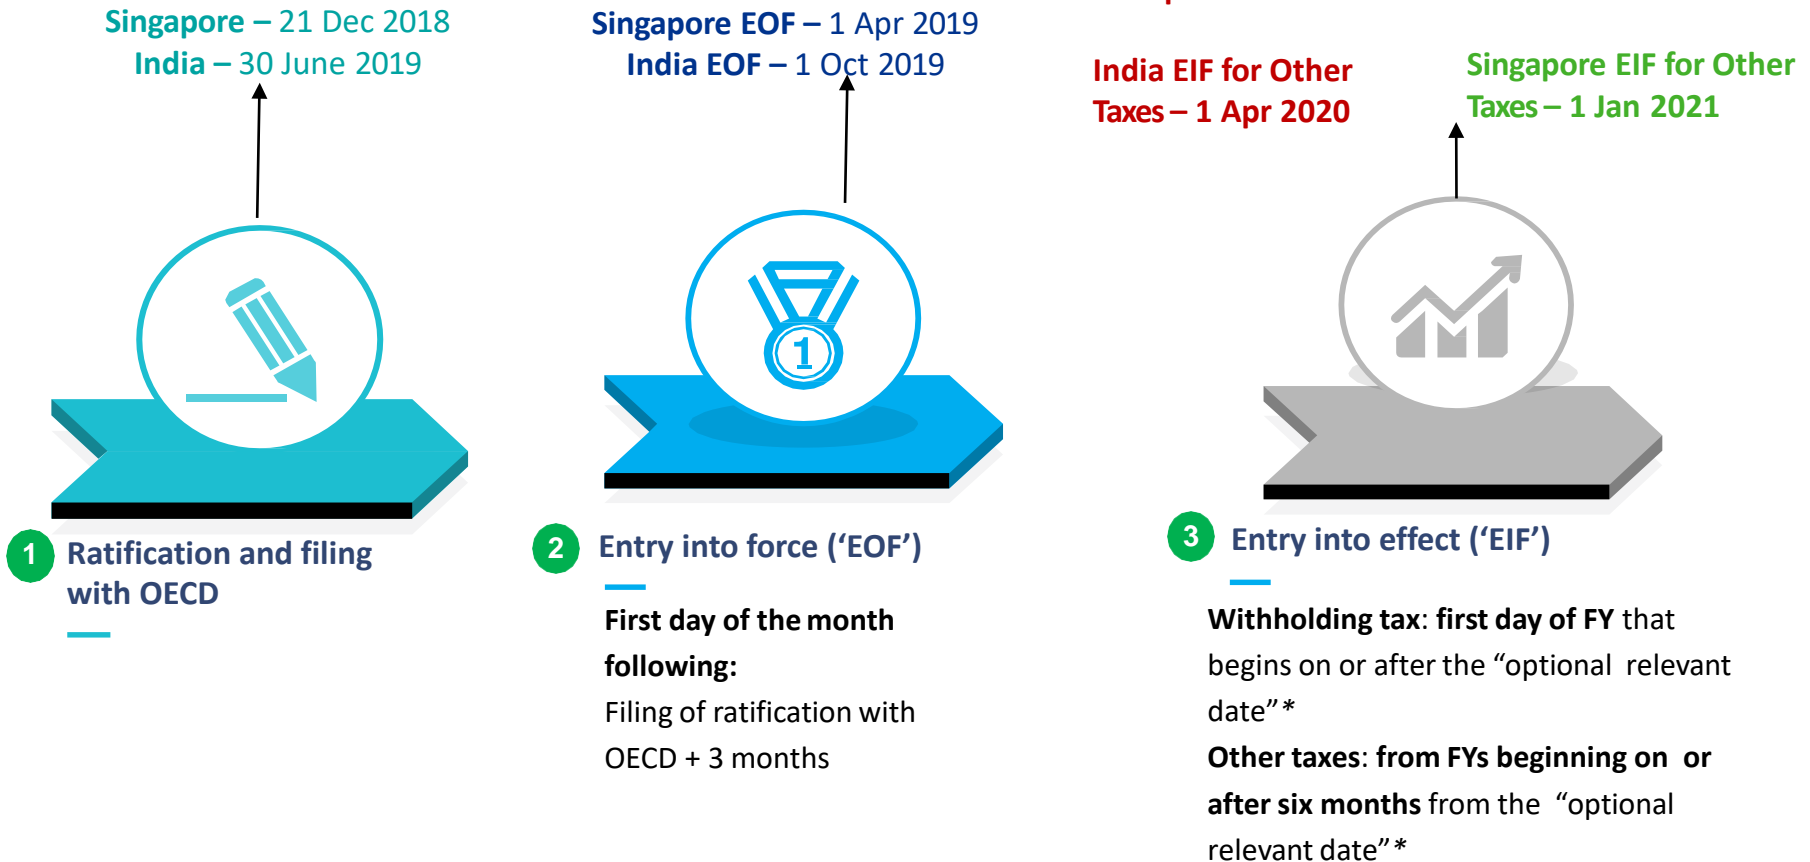 Singapore – 21 Dec 2018
India – 30 June 2019
Singapore EOF – 1 Apr 2019
India EOF – 1 Oct 2019
India EIF for Other
Taxes – 1 Apr 2020
Singapore EIF for Other
Taxes – 1 Jan 2021
1
1 Ratification and filing
with OECD
2 Entry into force (‘EOF’)
First day of the month
following:
Filing of ratification with
OECD + 3 months
3 Entry into effect (‘EIF’)
Withholding tax: first day of FY that
begins on or after the “optional relevant
date”*
Other taxes: from FYs beginning on or
after six months from the “optional
relevant date”*